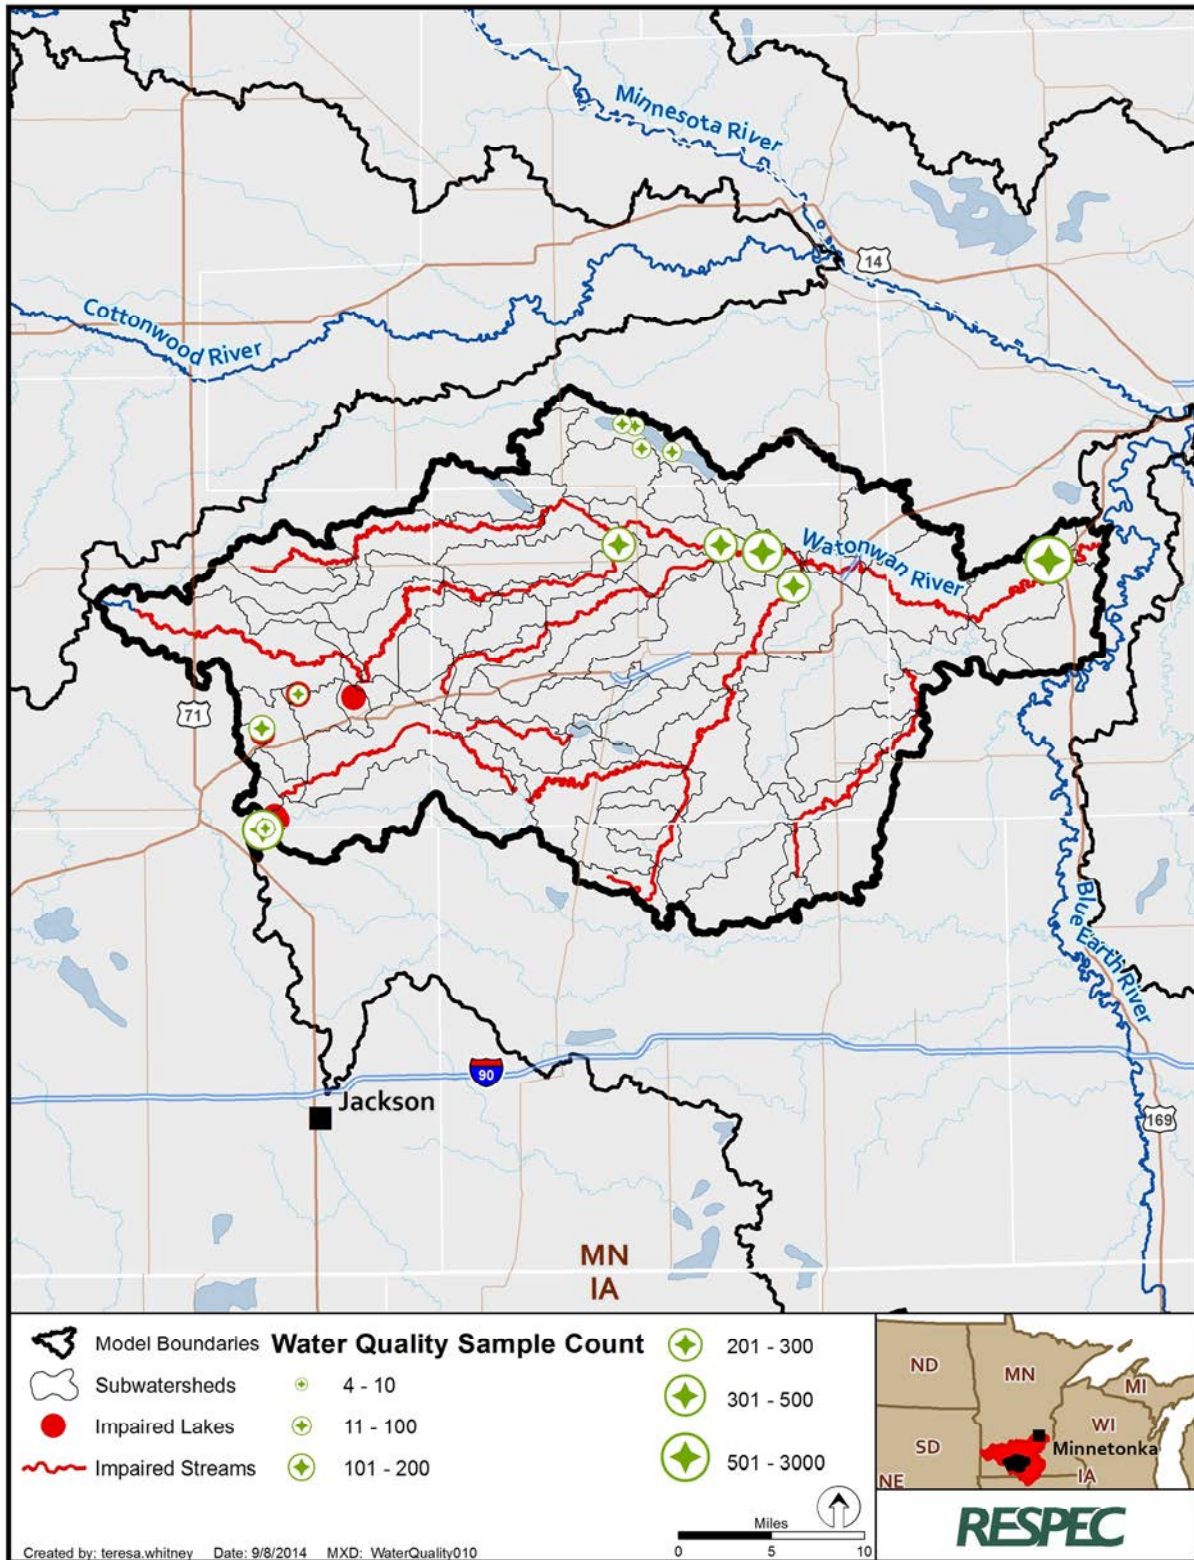 Minnesota River
14
Cottonwood River
Watonwan River
71
Blue Earth River
90
Jackson
169
MN
IA
Model Boundaries
Subwatersheds
Impaired Lakes
Impaired Streams
Water Quality Sample Count
4 - 10
11 - 100
101 - 200
201 - 300
301 - 500
501 - 3000
Miles
0 5 10
Created by: teresa.whitney Date: 9/8/2014 MXD: WaterQuality010
ND
MN
MI
WI
SD
Minnetonka
NE
IA
RESPEC